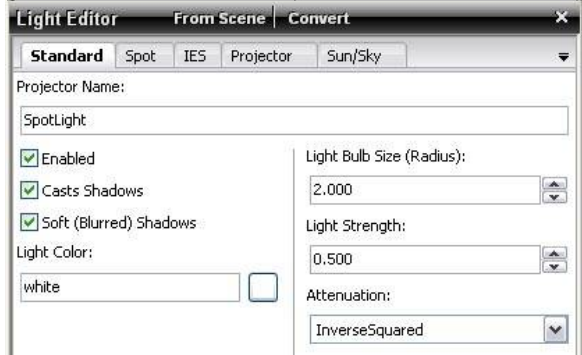 Light Editor From Scene Convert
Standard Spot IES Projector Sun/Sky
Projector Name:
SpotLight
Enabled
Casts Shadows
Soft (Blurred) Shadows
Light Color:
white
Light Bulb Size (Radius):
2.000
Light Strength:
0.500
Attenuation:
InverseSquared